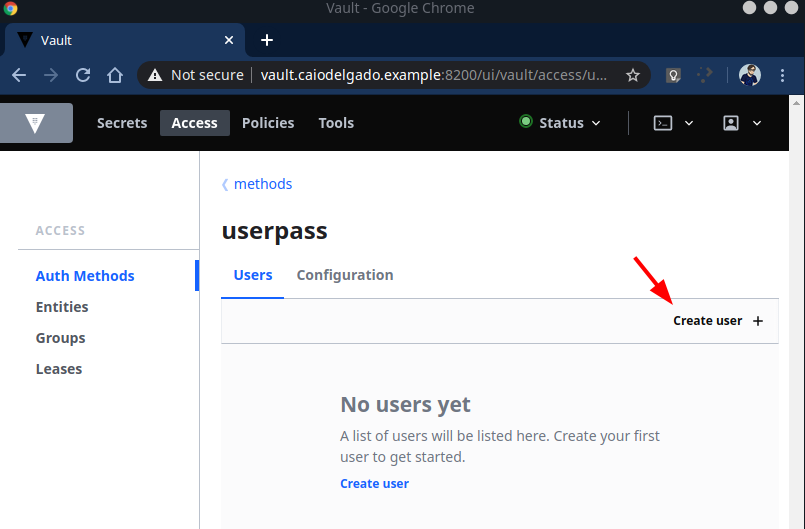 Vault - Google Chrome
Vault
Not secure vault.caiodelgado.example:8200/ui/vault/access/u...
Secrets Access Policies Tools Status
methods
ACCESS
userpass
Auth Methods
Users Configuration
Entities
Create user
Groups
Leases
No users yet
A list of users will be listed here. Create your first
user to get started.
Create user